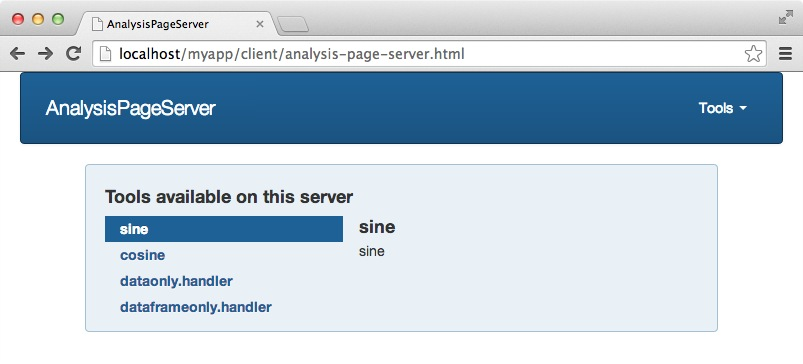 AnalysisPageServer
localhost/myapp/client/analysis-page-server.html
AnalysisPageServer
Tools
Tools available on this server
sine
sine
cosine
sine
dataonly.handler
dataframeonly.handler